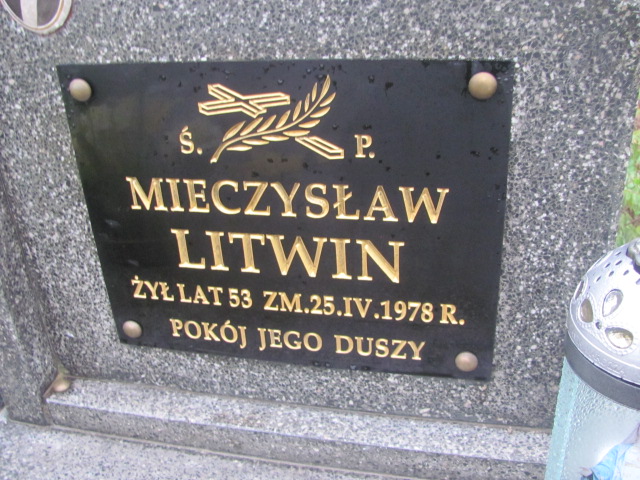 Ś. P.
MIECZYSŁAW
LITWIN
ŻYŁ LAT 53 ZM.25.IV.1978 R.
POKÓJ JEGO DUSZY